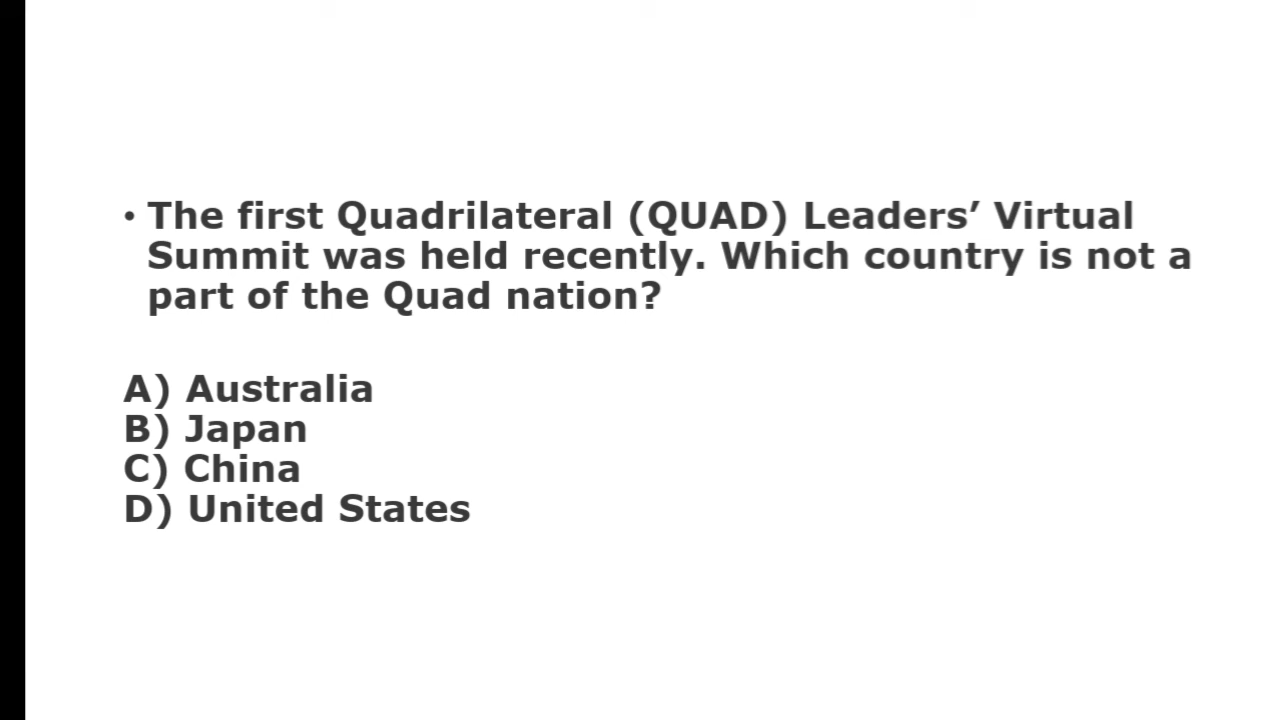 • The first Quadrilateral (QUAD) Leaders’ Virtual
Summit was held recently. Which country is not a
part of the Quad nation?
A) Australia
B) Japan
C) China
D) United States